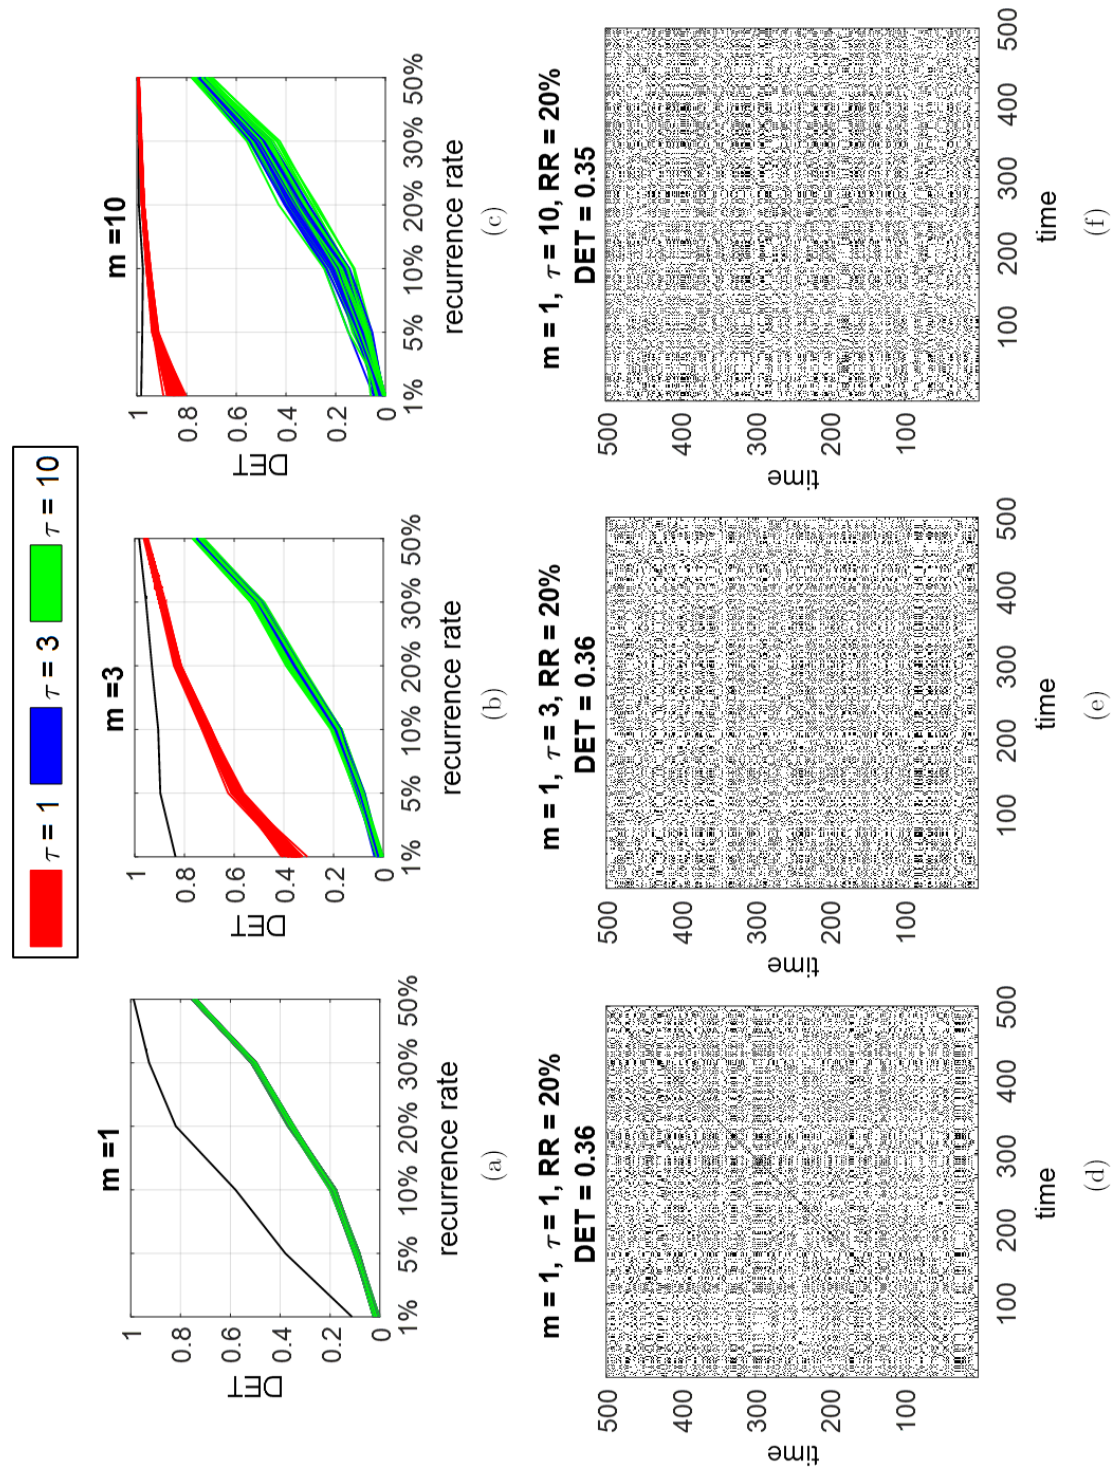 τ = 1 τ = 3 τ = 10
m =1
DET
1
0.8
0.6
0.4
0.2
0
1% 5% 10% 20% 30% 50%
recurrence rate
(a)
m =3
DET
1
0.8
0.6
0.4
0.2
0
1% 5% 10% 20% 30% 50%
recurrence rate
(b)
m =10
DET
1
0.8
0.6
0.4
0.2
0
1% 5% 10% 20% 30% 50%
recurrence rate
(c)
m = 1, τ = 1, RR = 20%
DET = 0.36
time
500
400
300
200
100
100 200 300 400 500
time
(d)
m = 1, τ = 3, RR = 20%
DET = 0.36
time
500
400
300
200
100
100 200 300 400 500
time
(e)
m = 1, τ = 10, RR = 20%
DET = 0.35
time
500
400
300
200
100
100 200 300 400 500
time
(f)